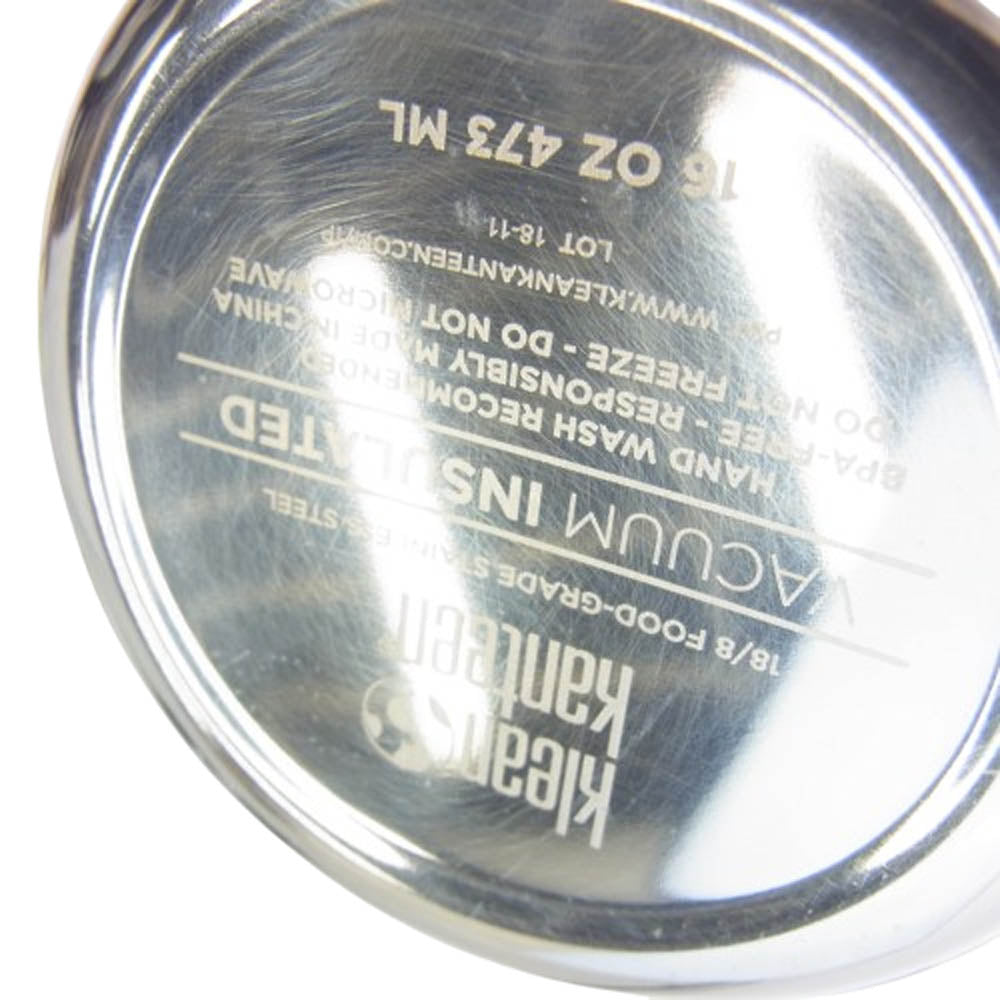 klean
kanteen®
18/8 FOOD-GRADE STAINLESS STEEL
VACUUM INSULATED
HAND WASH RECOMMENDED
BPA-FREE - RESPONSIBLY MADE IN CHINA
DO NOT FREEZE - DO NOT MICROWAVE
WWW.KLEANKANTEEN.COM/IP
LOT 18-11
16 OZ 473 ML